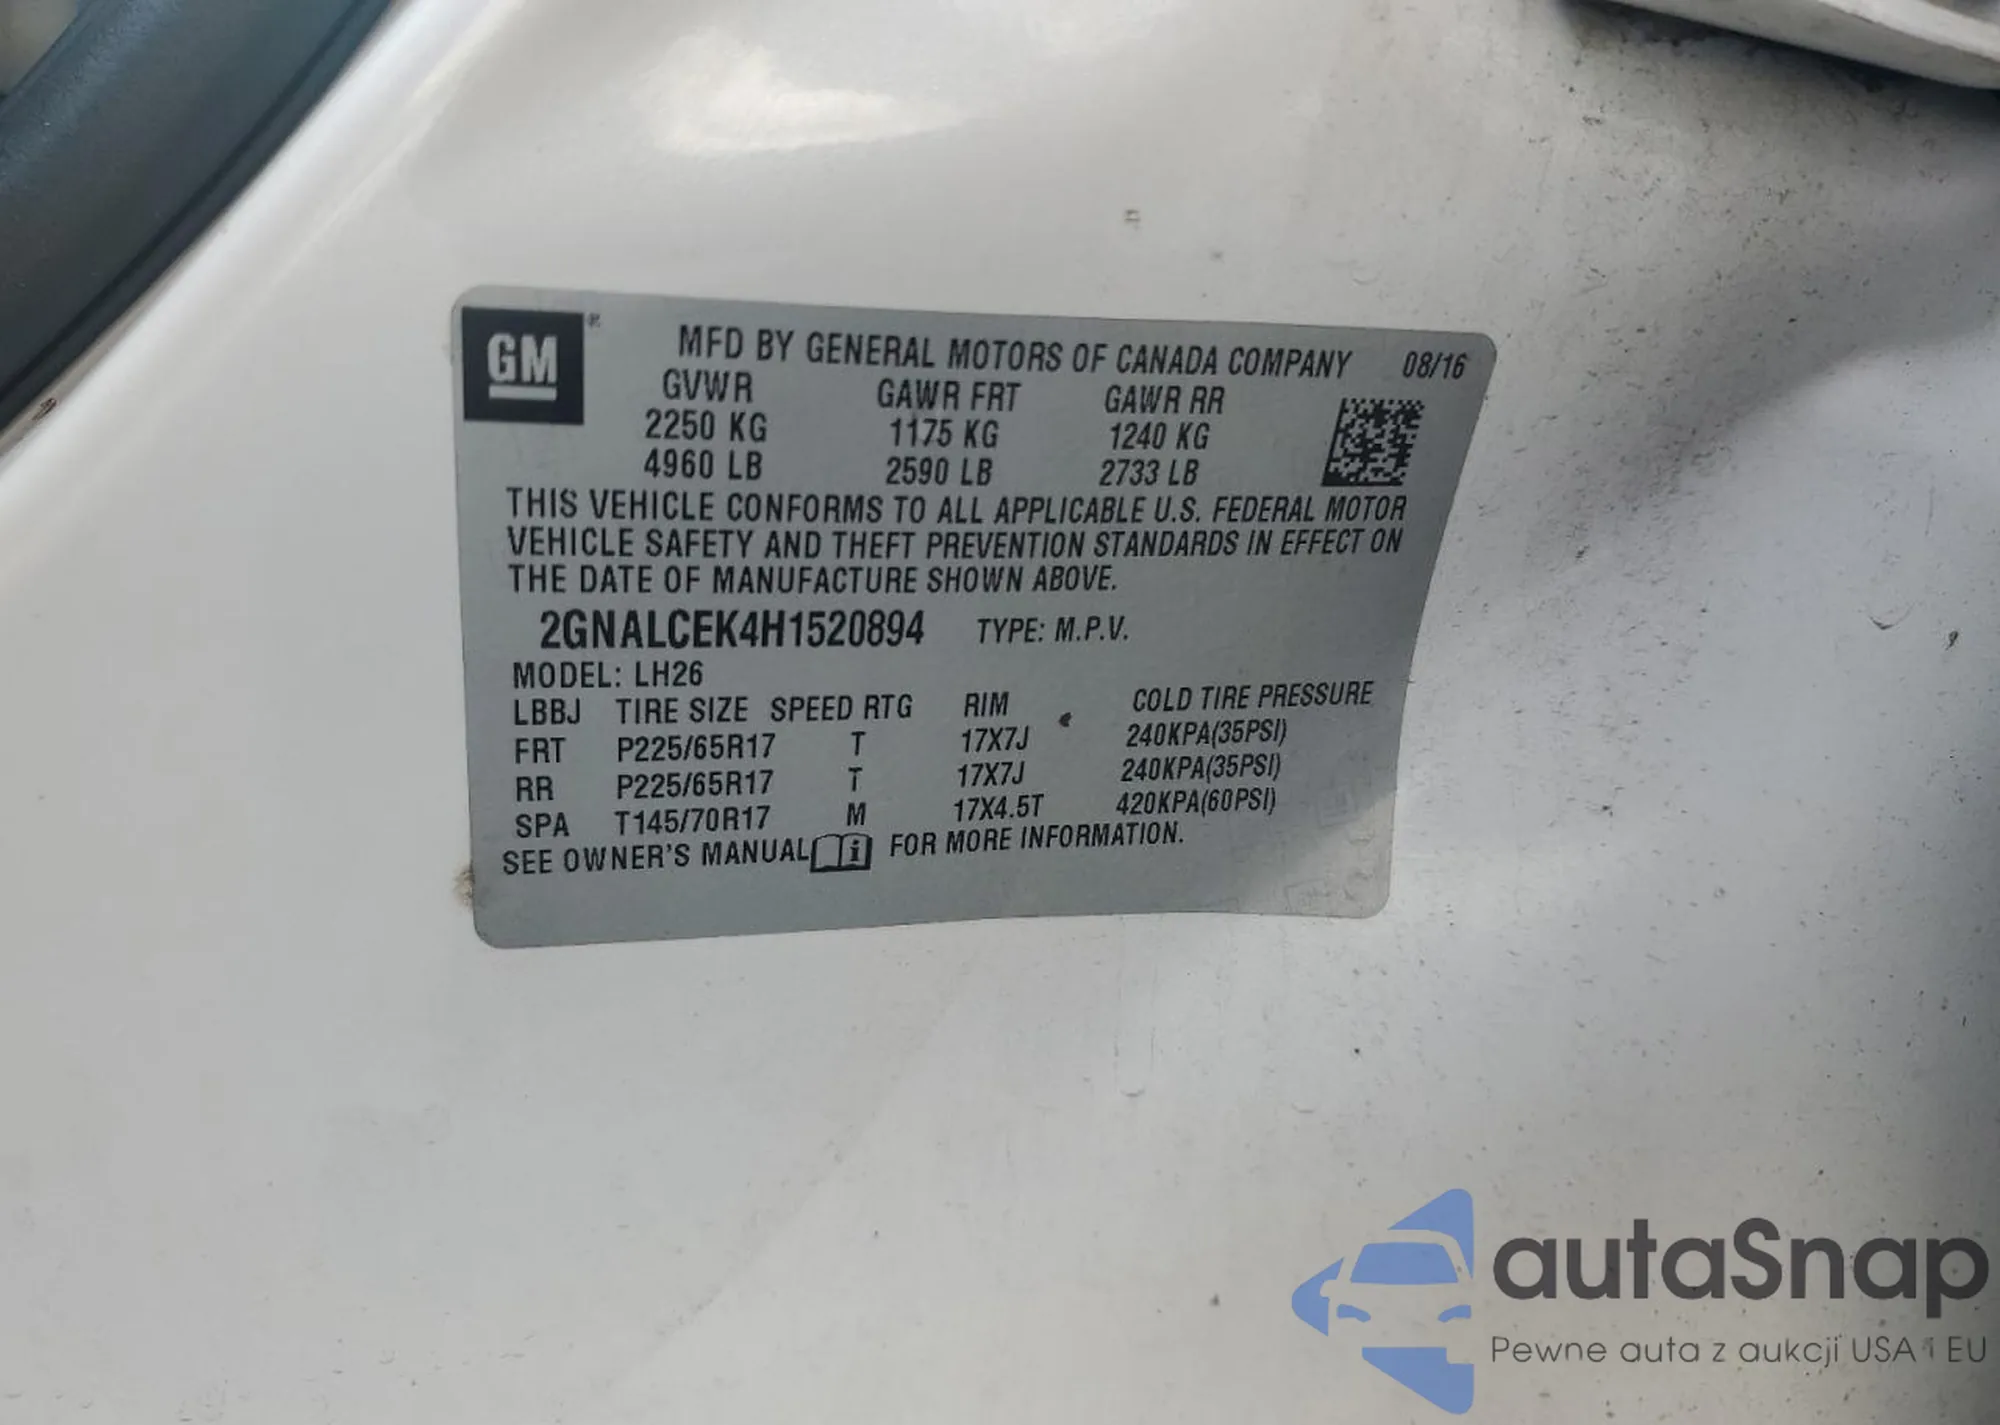 GM®
MFD BY GENERAL MOTORS OF CANADA COMPANY 08/16
GVWR GAWR FRT GAWR RR
2250 KG 1175 KG 1240 KG
4960 LB 2590 LB 2733 LB
THIS VEHICLE CONFORMS TO ALL APPLICABLE U.S. FEDERAL MOTOR
VEHICLE SAFETY AND THEFT PREVENTION STANDARDS IN EFFECT ON
THE DATE OF MANUFACTURE SHOWN ABOVE.
2GNALCEK4H1520894 TYPE: M.P.V.
MODEL: LH26
LBBJ TIRE SIZE SPEED RTG RIM COLD TIRE PRESSURE
FRT P225/65R17 T 17X7J 240KPA(35PSI)
RR P225/65R17 T 17X7J 240KPA(35PSI)
SPA T145/70R17 M 17X4.5T 420KPA(60PSI)
SEE OWNER'S MANUAL i FOR MORE INFORMATION.
autaSnap
Pewne auta z aukcji USA i EU